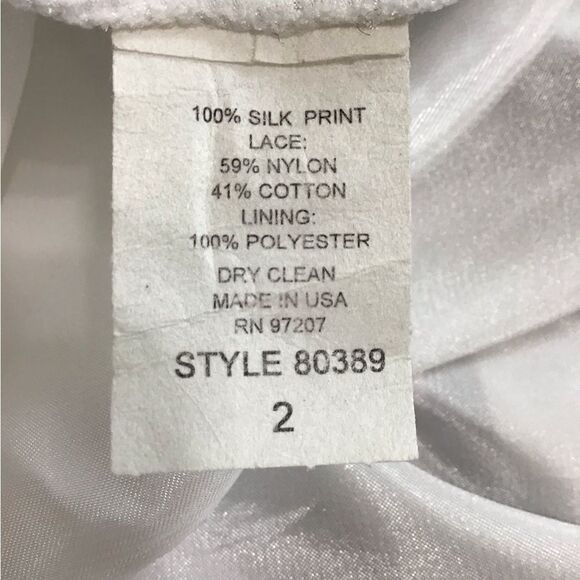 100% SILK PRINT
LACE:
59% NYLON
41% COTTON
LINING:
100% POLYESTER
DRY CLEAN
MADE IN USA
RN 97207
STYLE 80389
2